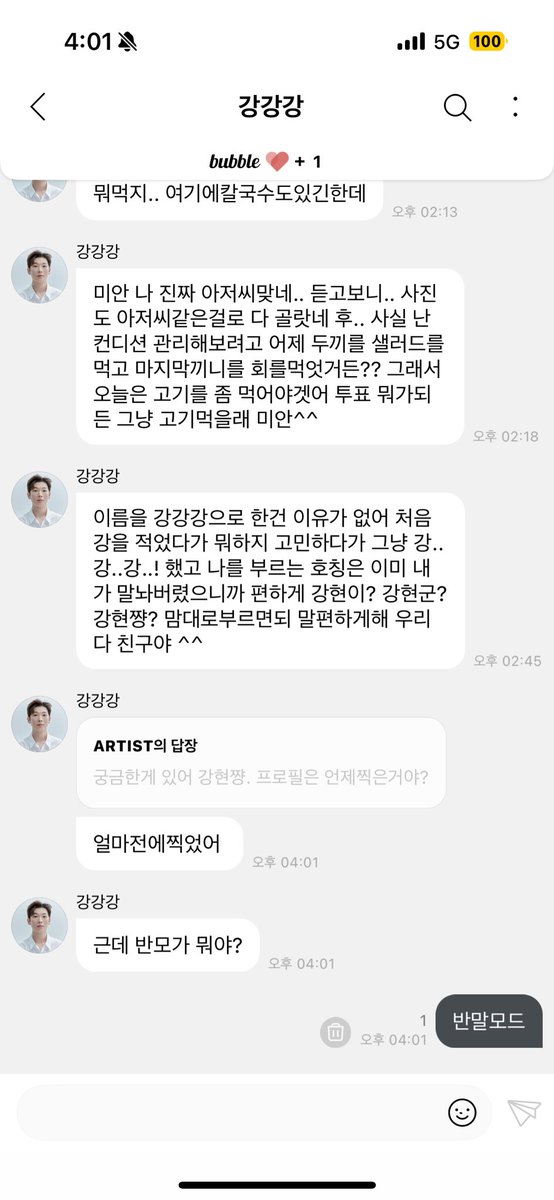 4:01
5G
100
강강강
bubble + 1
뭐먹지.. 여기에칼국수도있긴한데
오후 02:13
강강강
미안 나 진짜 아저씨맞네.. 듣고보니.. 사진
도 아저씨같은걸로 다 골랏네 후.. 사실 난
컨디션 관리해보려고 어제 두끼를 샐러드를
먹고 마지막끼니를 회를먹엇거든?? 그래서
오늘은 고기를 좀 먹어야겟어 투표 뭐가되
든 그냥 고기먹을래 미안^^
오후 02:18
강강강
이름을 강강강으로 한건 이유가 없어 처음
강을 적었다가 뭐하지 고민하다가 그냥 강..
강..강..! 했고 나를 부르는 호칭은 이미 내
가 말놔버렸으니까 편하게 강현이? 강현군?
강현쨩? 맘대로부르면되 말편하게해 우리
다 친구야 ^^
오후 02:45
강강강
ARTIST의 답장
궁금한게 있어 강현쨩. 프로필은 언제찍은거야?
얼마전에찍었어
오후 04:01
강강강
근데 반모가 뭐야?
오후 04:01
1
오후 04:01
반말모드